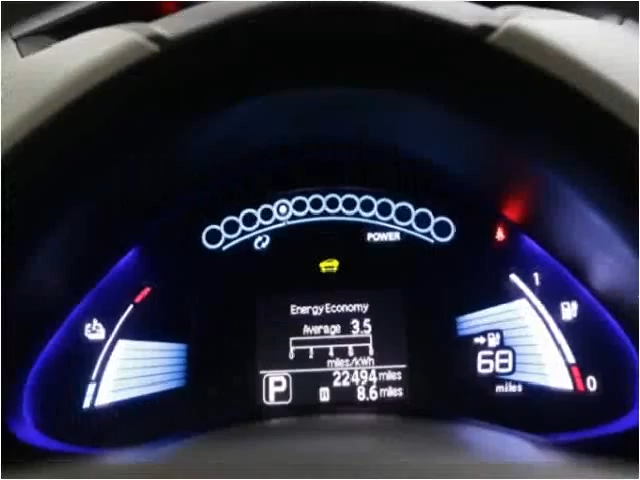 POWER
Energy Economy
Average 3.5
0 2 4 6 8
miles/kWh
P 22494 miles
8.6 miles
1
68
miles
0